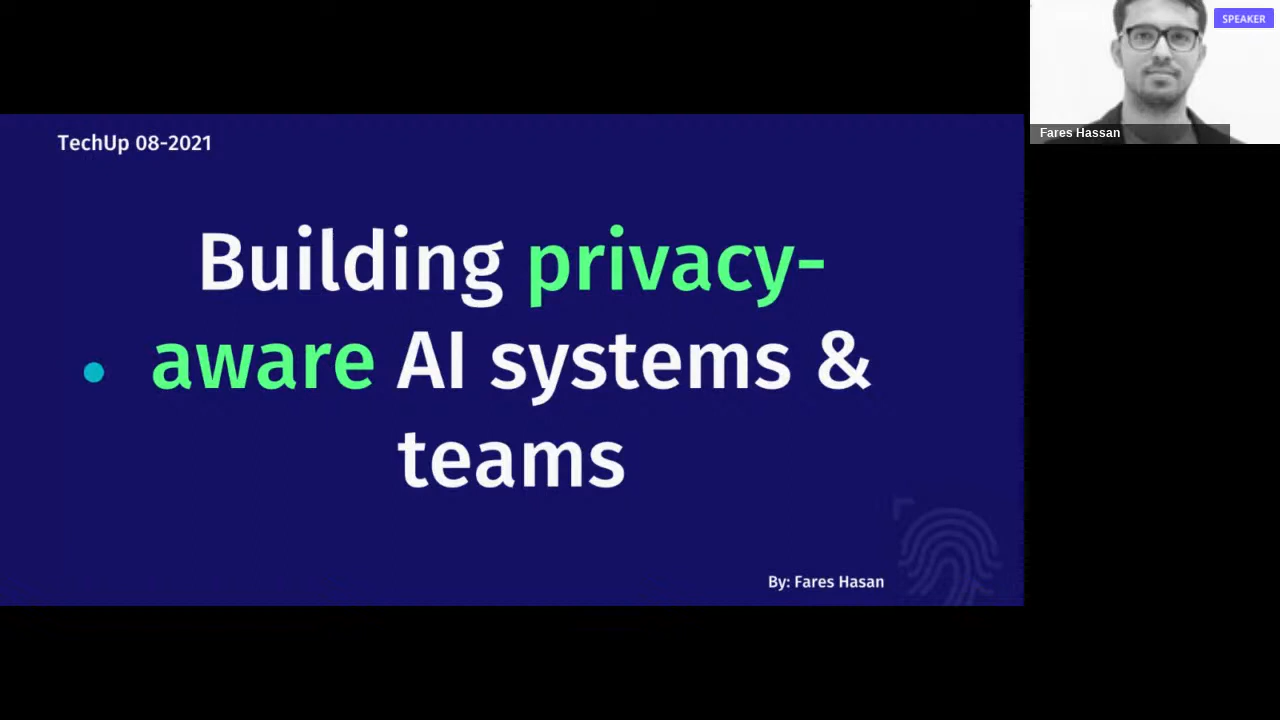 SPEAKER
Fares Hassan
TechUp 08-2021
Building privacy-
aware AI systems &
teams
By: Fares Hasan